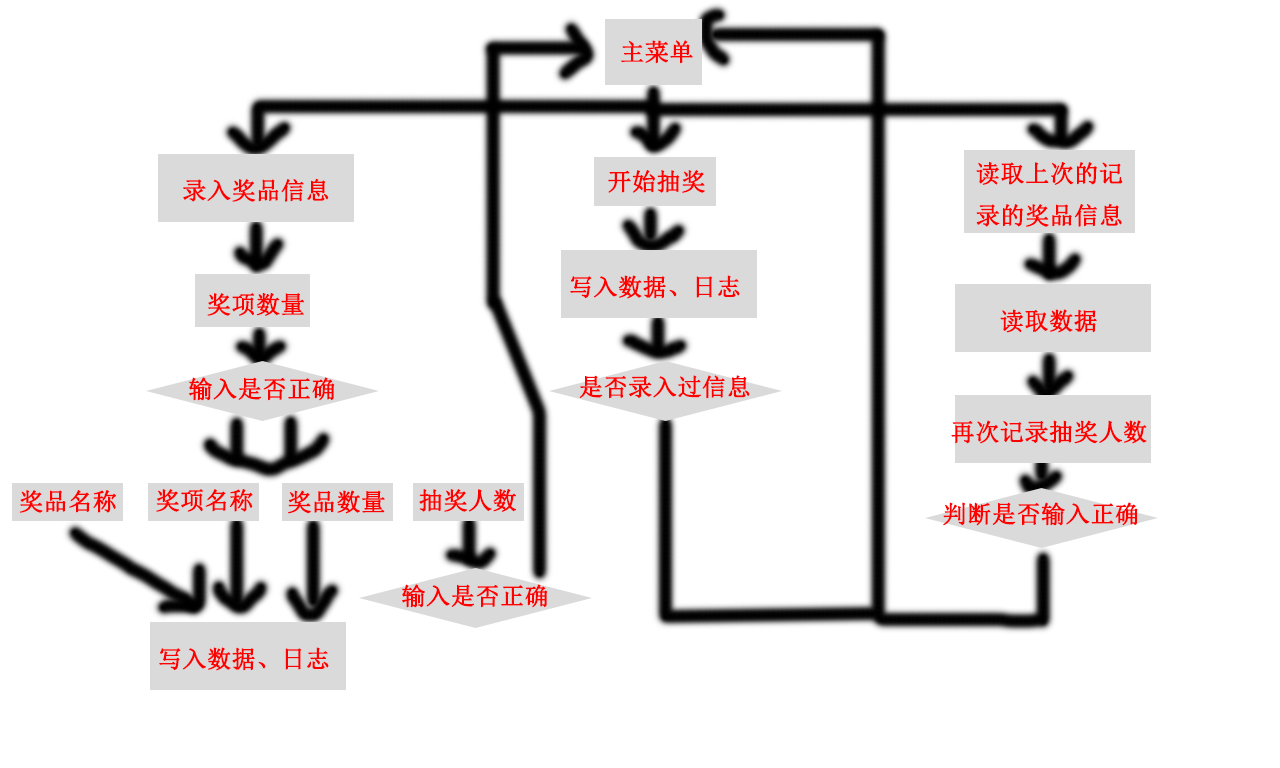 主菜单
录入奖品信息
开始抽奖
读取上次的记
录的奖品信息
奖项数量
写入数据、日志
读取数据
输入是否正确
是否录入过信息
再次记录抽奖人数
奖品名称
奖项名称
奖品数量
抽奖人数
判断是否输入正确
输入是否正确
写入数据、日志